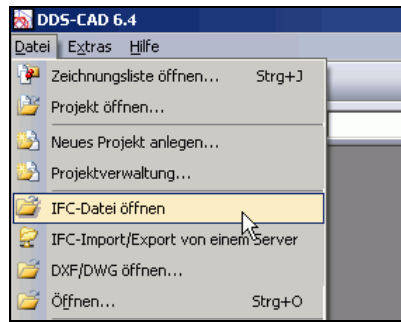 DDS-CAD 6.4
Datei Extras Hilfe
Zeichnungsliste öffnen... Strg+J
Projekt öffnen...
Neues Projekt anlegen...
Projektverwaltung...
IFC-Datei öffnen
IFC-Import/Export von einem Server
DXF/DWG öffnen...
Öffnen... Strg+O